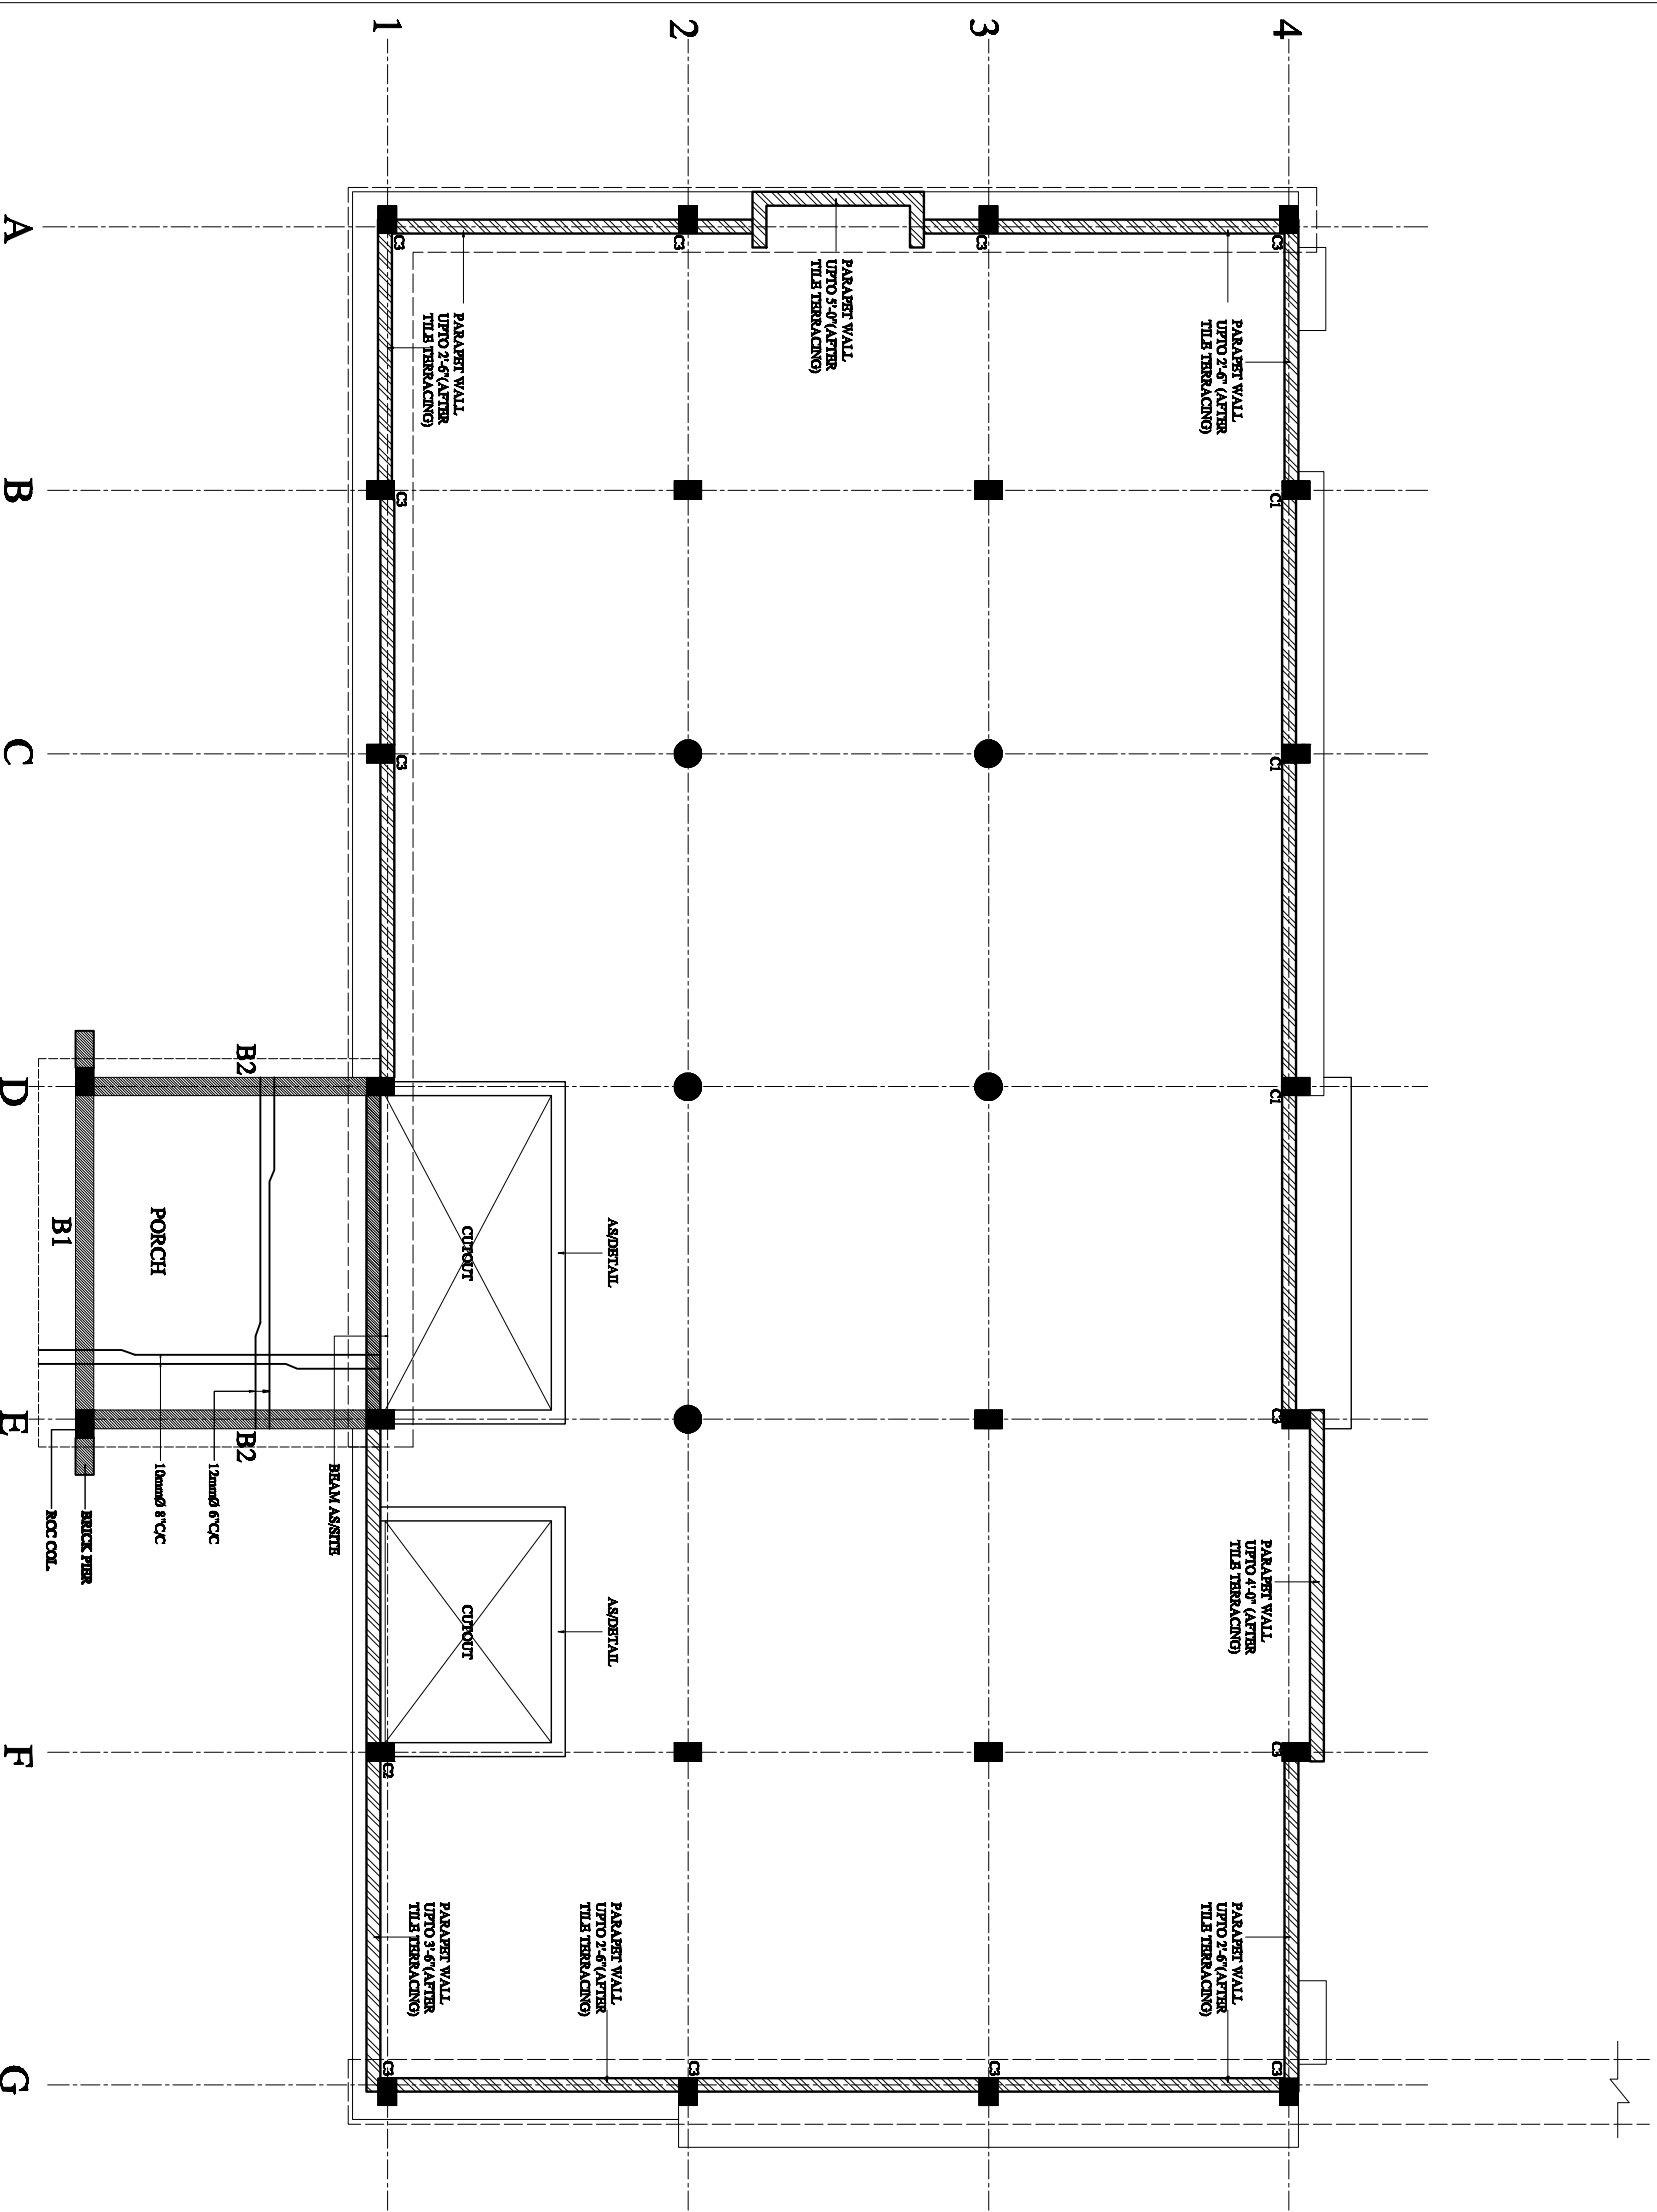 1
2
3
4
A
B
C
D
E
F
G
C3
C3
C3
C3
PARAPET WALL
UPTO 2'-6"(AFTER
TILE TERRACING)
PARAPET WALL
UPTO 5'-0"(AFTER
TILE TERRACING)
PARAPET WALL
UPTO 2'-6" (AFTER
TILE TERRACING)
C3
C1
C3
C1
C1
B2
B1
PORCH
CUTOUT
AS/DETAIL
B2
C3
10mmØ 8"C/C
12mmØ 6"C/C
BEAM AS/SITE
BRICK PIER
RCC COL.
CUTOUT
AS/DETAIL
PARAPET WALL
UPTO 4'-0" (AFTER
TILE TERRACING)
C2
C3
PARAPET WALL
UPTO 3'-6"(AFTER
TILE TERRACING)
PARAPET WALL
UPTO 2'-6"(AFTER
TILE TERRACING)
PARAPET WALL
UPTO 2'-6"(AFTER
TILE TERRACING)
C3
C3
C3
C3